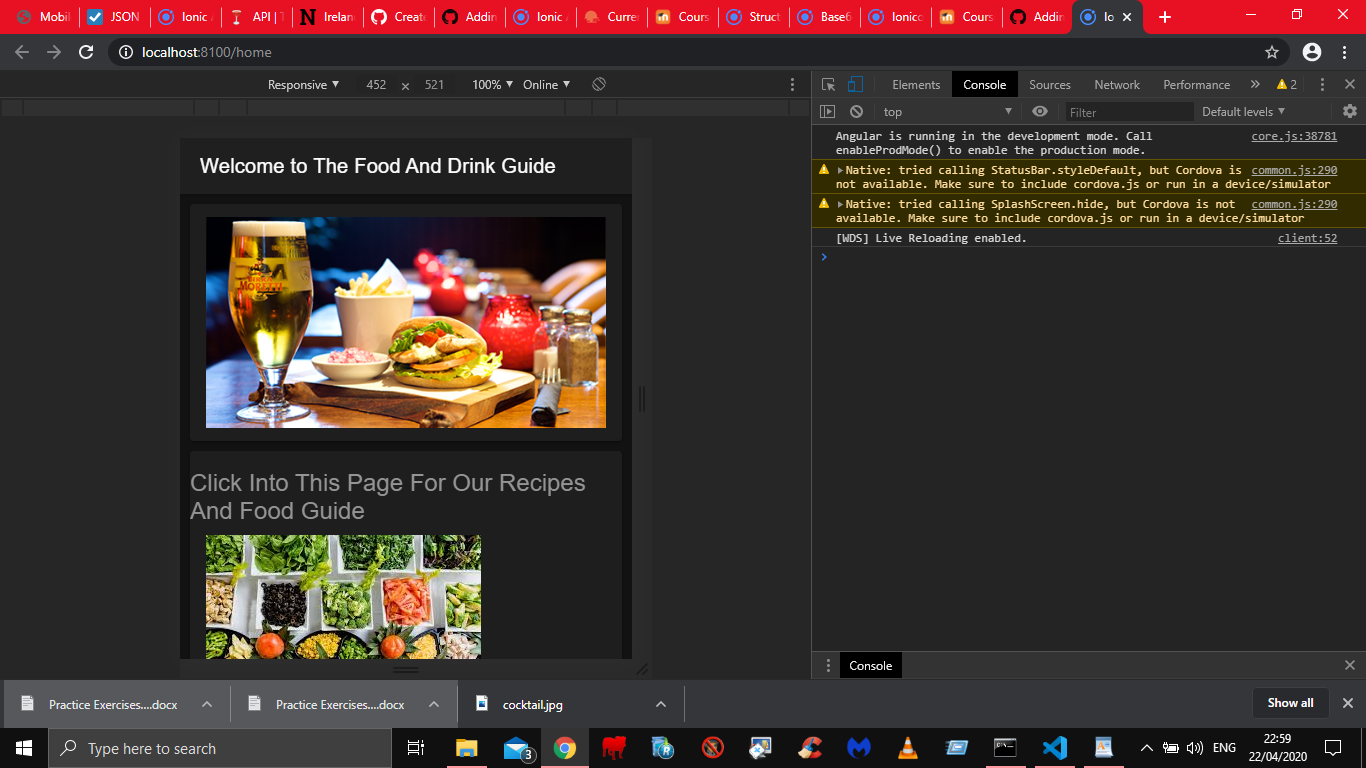 Mobil
JSON
Ionic A
API | T
Irelan
Create
Addin
Ionic A
Curre
Cours
Struct
Base6
Ionicc
Cours
Addin
Io
localhost:8100/home
Responsive
452 × 521
100%
Online
Elements
Console
Sources
Network
Performance
2
top
Filter
Default levels
Angular is running in the development mode. Call core.js:38781
enableProdMode() to enable the production mode.
Native: tried calling StatusBar.styleDefault, but Cordova is common.js:290
not available. Make sure to include cordova.js or run in a device/simulator
Native: tried calling SplashScreen.hide, but Cordova is not common.js:290
available. Make sure to include cordova.js or run in a device/simulator
[WDS] Live Reloading enabled. client:52
Welcome to The Food And Drink Guide
MORETTI
Click Into This Page For Our Recipes
And Food Guide
Console
Practice Exercises....docx
Practice Exercises....docx
cocktail.jpg
Show all
Type here to search
3
ENG
22:59
22/04/2020